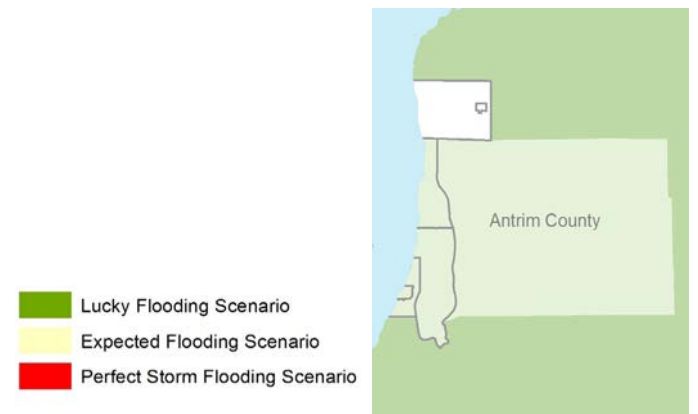 Antrim County
Lucky Flooding Scenario
Expected Flooding Scenario
Perfect Storm Flooding Scenario